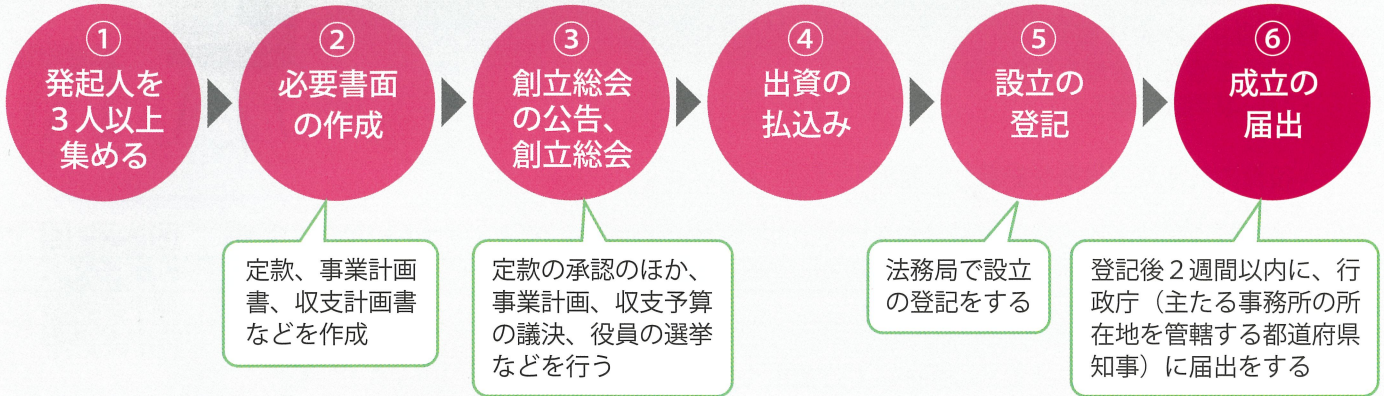 ①
発起人を
3人以上
集める
②
必要書面
の作成
③
創立総会
の公告、
創立総会
④
出資の
払込み
⑤
設立の
登記
⑥
成立の
届出
定款、事業計画
書、収支計画書
などを作成
定款の承認のほか、
事業計画、収支予算
の議決、役員の選挙
などを行う
法務局で設立
の登記をする
登記後2週間以内に、行
政庁（主たる事務所の所
在地を管轄する都道府県
知事）に届出をする